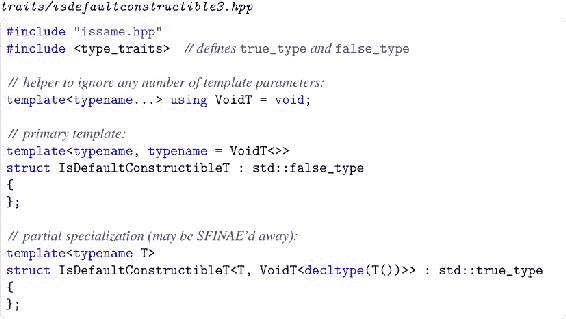 traits/isdefaultconstructible3.hpp
#include "issame.hpp"
#include <type_traits> // defines true_type and false_type
// helper to ignore any number of template parameters:
template<typename...> using VoidT = void;
// primary template:
template<typename, typename = VoidT<>>
struct IsDefaultConstructibleT : std::false_type
{
};
// partial specialization (may be SFINAE'd away):
template<typename T>
struct IsDefaultConstructibleT<T, VoidT<decltype(T())>> : std::true_type
{
};